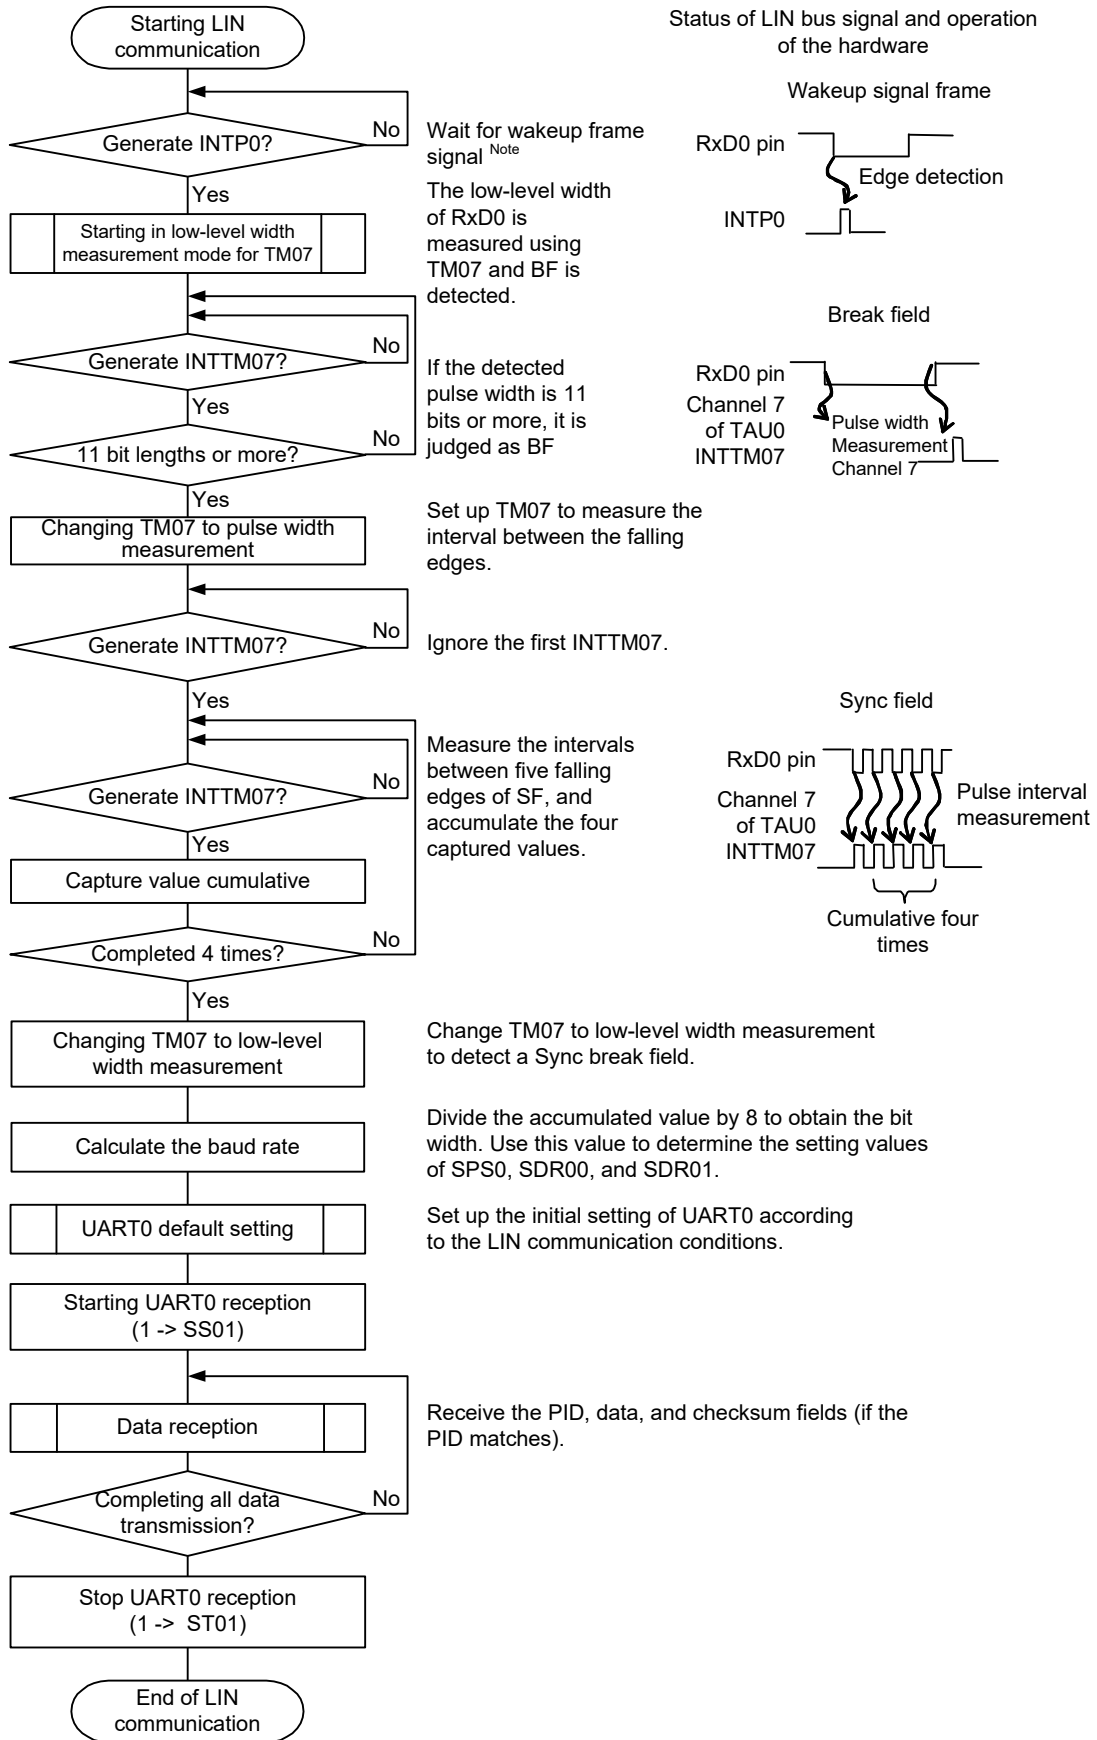 Starting LIN
communication
Status of LIN bus signal and operation
of the hardware
Wakeup signal frame
Generate INTP0?
No
Yes
Wait for wakeup frame
signal Note
RxD0 pin
Edge detection
INTP0
Starting in low-level width
measurement mode for TM07
The low-level width
of RxD0 is
measured using
TM07 and BF is
detected.
Break field
Generate INTTM07?
No
Yes
11 bit lengths or more?
No
Yes
If the detected
pulse width is 11
bits or more, it is
judged as BF
RxD0 pin
Channel 7
of TAU0
INTTM07
Pulse width
Measurement
Channel 7
Changing TM07 to pulse width
measurement
Set up TM07 to measure the
interval between the falling
edges.
Generate INTTM07?
No
Yes
Ignore the first INTTM07.
Sync field
Generate INTTM07?
No
Yes
Measure the intervals
between five falling
edges of SF, and
accumulate the four
captured values.
RxD0 pin
Channel 7
of TAU0
INTTM07
Pulse interval
measurement
Cumulative four
times
Capture value cumulative
Completed 4 times?
No
Yes
Changing TM07 to low-level
width measurement
Change TM07 to low-level width measurement
to detect a Sync break field.
Calculate the baud rate
Divide the accumulated value by 8 to obtain the bit
width. Use this value to determine the setting values
of SPS0, SDR00, and SDR01.
UART0 default setting
Set up the initial setting of UART0 according
to the LIN communication conditions.
Starting UART0 reception
(1 -> SS01)
Data reception
Receive the PID, data, and checksum fields (if the
PID matches).
Completing all data
transmission?
No
Stop UART0 reception
(1 -> ST01)
End of LIN
communication